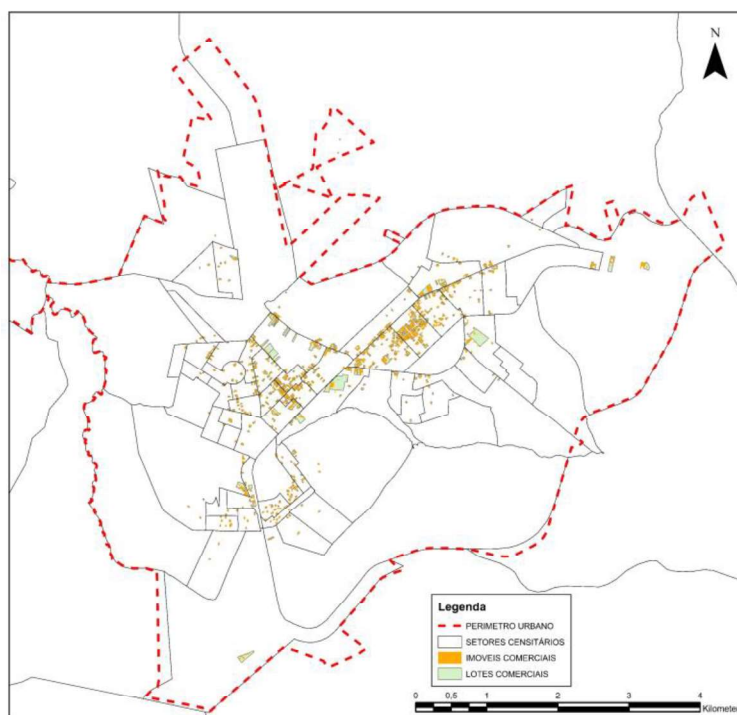 N
Legenda
PERIMETRO URBANO
SETORES CENSITÁRIOS
IMOVEIS COMERCIAIS
LOTES COMERCIAIS
0 0,5 1 2 3 4
Kilometer